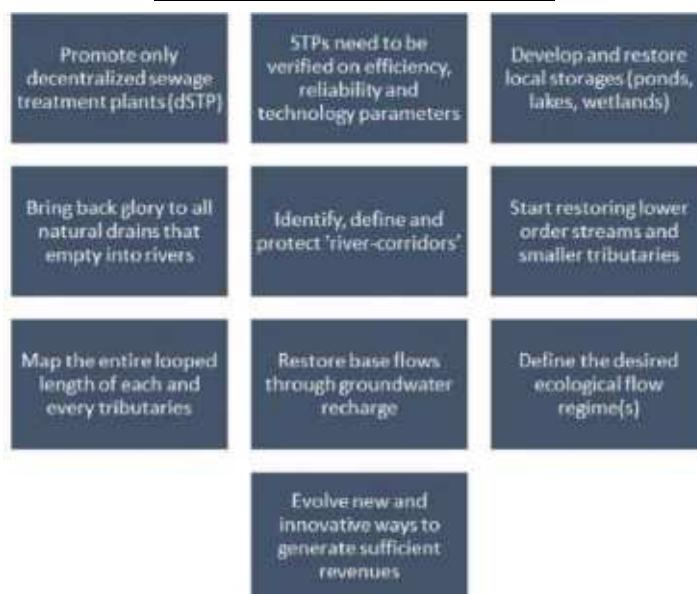 Promote only
decentralized sewage
treatment plants(dSTP)
STPs need to be
verified on efficiency,
reliability and
technology parameters
Develop and restore
local storages (ponds,
lakes, wetlands)
Bring back glory to all
natural drains that
empty into rivers
Identify, define and
protect 'river-corridors'
Start restoring lower
order streams and
smaller tributaries
Map the entire looped
length of each and
every tributaries
Restore base flows
through groundwater
recharge
Define the desired
ecological flow
regime(s)
Evolve new and
innovative ways to
generate sufficient
revenues